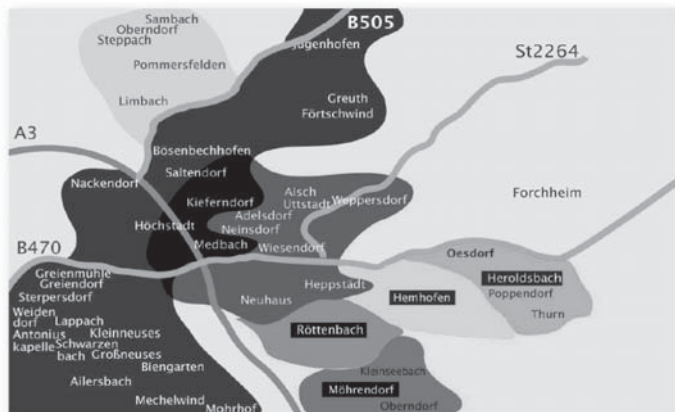 Sambach
Oberndorf
Steppach
Pommersfelden
Limbach
B505
Jugenhofen
St2264
Greuth
Förtschwind
A3
Bösenbechhofen
Saltendorf
Nackendorf
Kieferndorf
Aisch
Uttstadt
Weppersdorf
Forchheim
Adelsdorf
Neinsdorf
Höchstadt
Medbach
Wiesendorf
B470
Oesdorf
Greienmühle
Greiendorf
Sterpersdorf
Heppstädt
Heroldsbach
Poppendorf
Neuhaus
Hemhofen
Thurn
Weiden
dorf
Lappach
Antonius
kapelle
Kleinneuses
Schwarzen
bach
Großneuses
Biengarten
Röttenbach
Ailersbach
Kleinseebach
Möhrendorf
Mechelwind
Mohrhof
Oberndorf